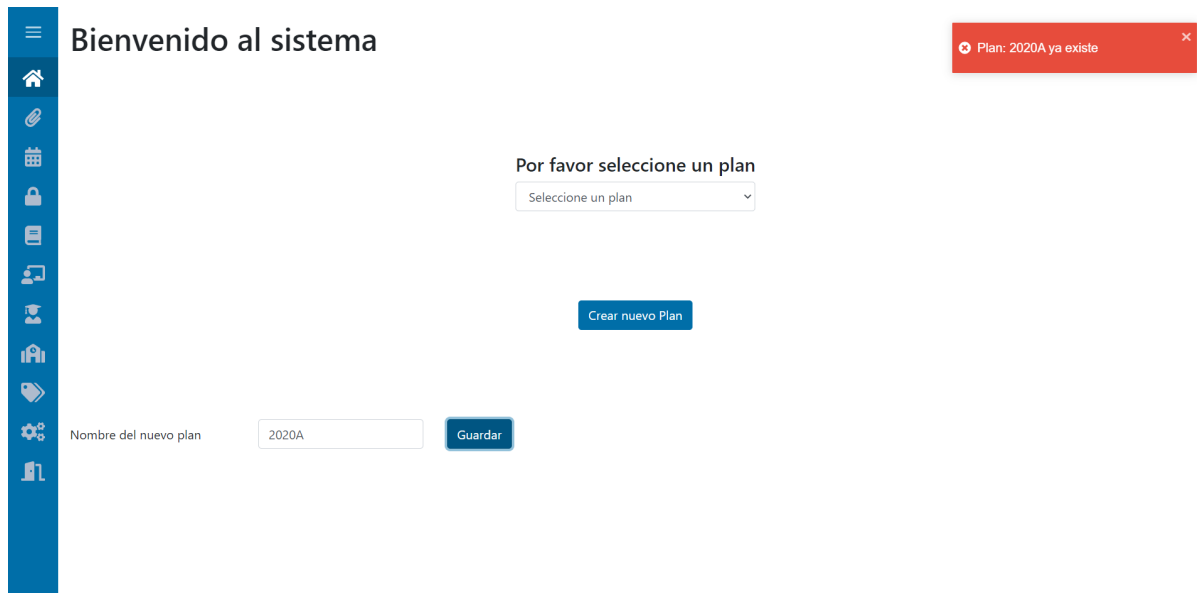 Bienvenido al sistema
Plan: 2020A ya existe
Por favor seleccione un plan
Seleccione un plan
Crear nuevo Plan
Nombre del nuevo plan 2020A Guardar